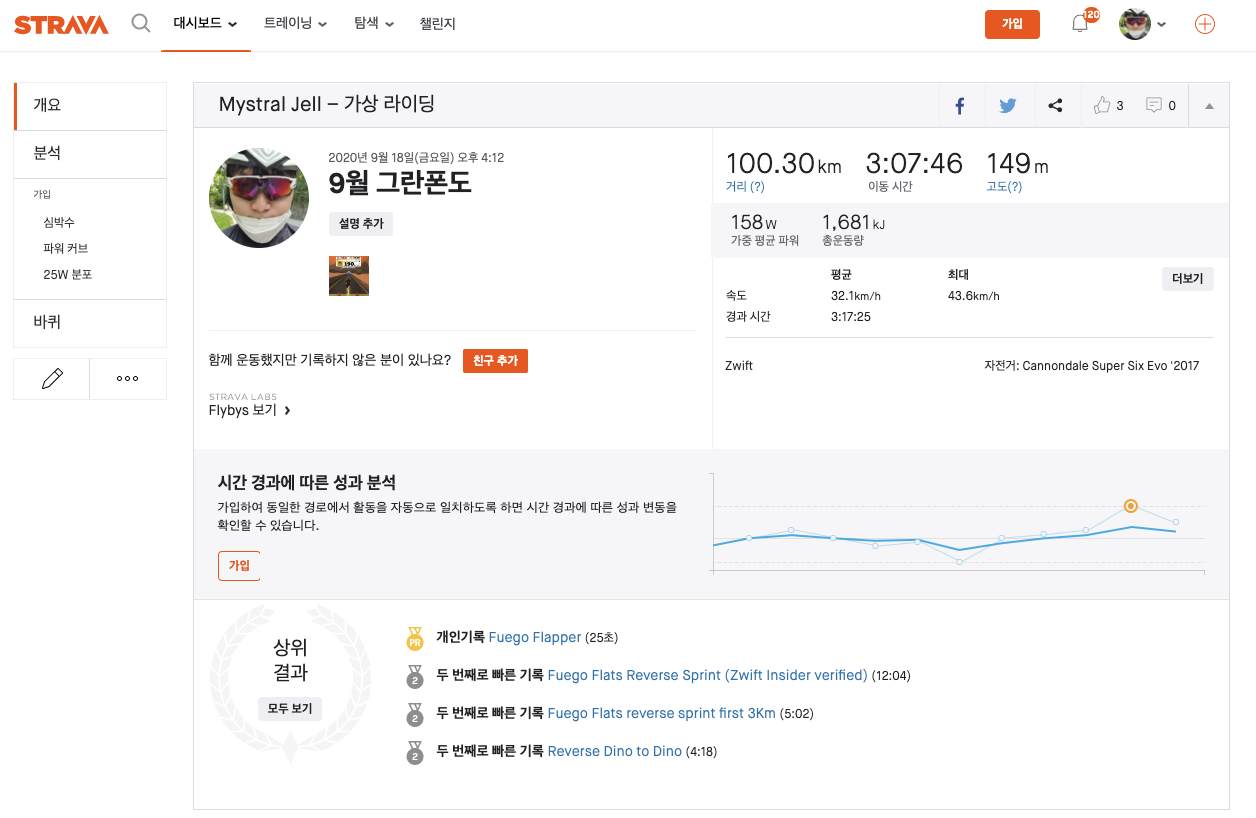 STRAVA
대시보드
트레이닝
탐색
챌린지
가입
120
개요
분석
가입
심박수
파워 커브
25W 분포
바퀴
Mystral Jell – 가상 라이딩
3
0
2020년 9월 18일(금요일) 오후 4:12
9월 그란폰도
설명 추가
190
함께 운동했지만 기록하지 않은 분이 있나요?
친구 추가
STRAVA LABS
Flybys 보기
100.30 km 3:07:46 149 m
거리 (?) 이동 시간 고도(?)
158 W 1,681 kJ
가중 평균 파워 총운동량
평균 최대
더보기
속도 32.1km/h 43.6km/h
경과 시간 3:17:25
Zwift 자전거: Cannondale Super Six Evo '2017
시간 경과에 따른 성과 분석
가입하여 동일한 경로에서 활동을 자동으로 일치하도록 하면 시간 경과에 따른 성과 변동을
확인할 수 있습니다.
가입
상위
결과
모두 보기
PR 개인기록 Fuego Flapper (25초)
2 두 번째로 빠른 기록 Fuego Flats Reverse Sprint (Zwift Insider verified) (12:04)
2 두 번째로 빠른 기록 Fuego Flats reverse sprint first 3Km (5:02)
2 두 번째로 빠른 기록 Reverse Dino to Dino (4:18)